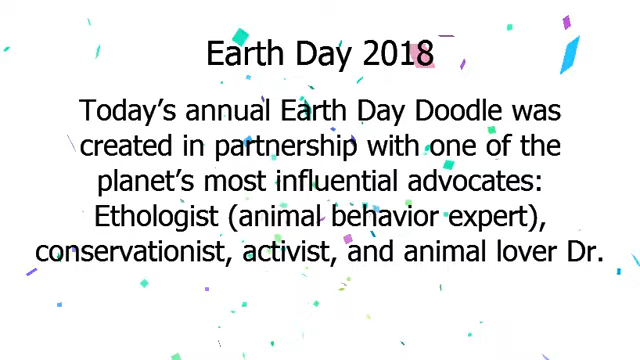 Earth Day 2018
Today’s annual Earth Day Doodle was
created in partnership with one of the
planet’s most influential advocates:
Ethologist (animal behavior expert),
conservationist, activist, and animal lover Dr.